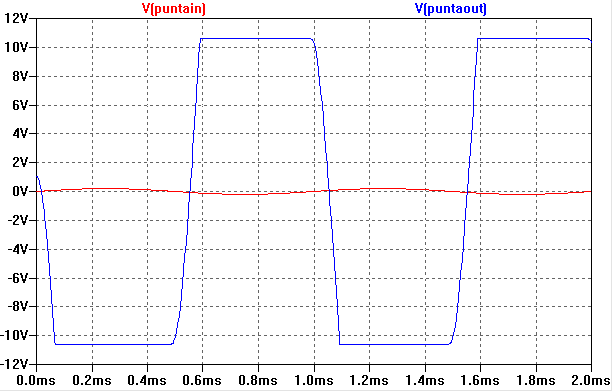 V(puntain) V(puntaout)
12V
10V
8V
6V
4V
2V
0V
-2V
-4V
-6V
-8V
-10V
-12V
0.0ms 0.2ms 0.4ms 0.6ms 0.8ms 1.0ms 1.2ms 1.4ms 1.6ms 1.8ms 2.0ms